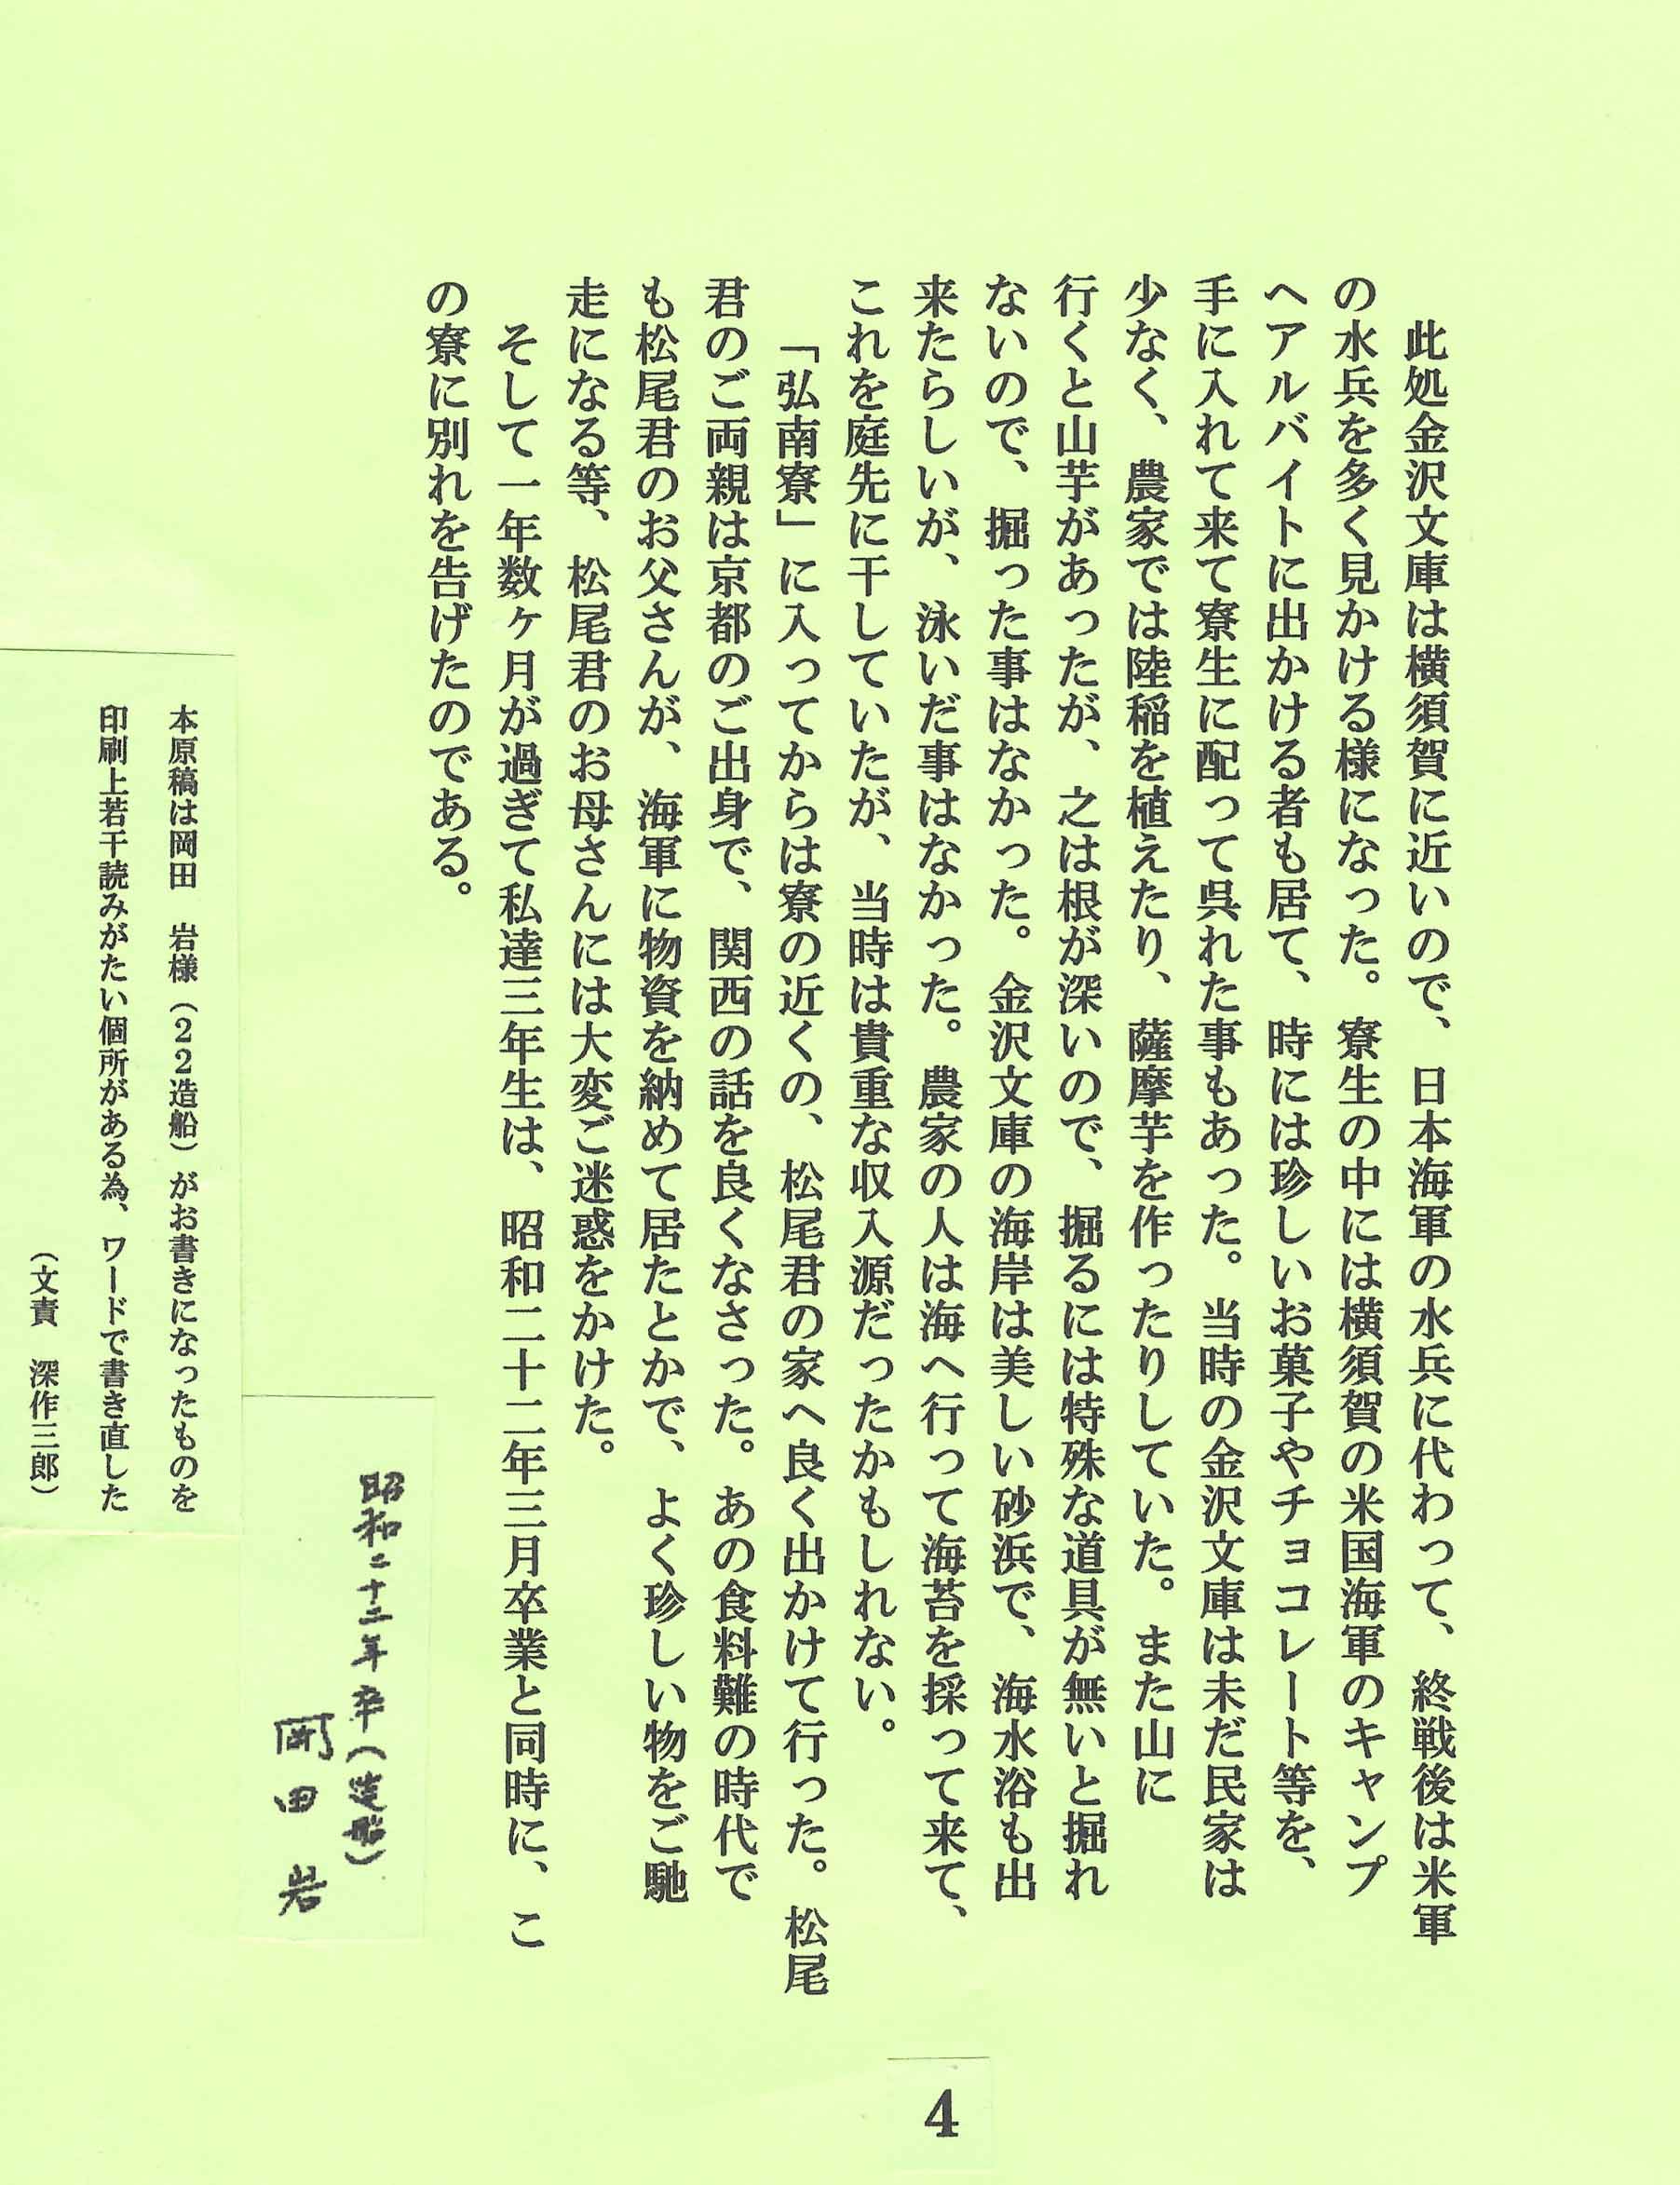 此処金沢文庫は横須賀に近いので、日本海軍の水兵に代わって、終戦後は米軍
の水兵を多く見かける様になった。寮生の中には横須賀の米国海軍のキャンプ
へアルバイトに出かける者も居て、時には珍しいお菓子やチョコレート等を、
手に入れて来て寮生に配って呉れた事もあった。当時の金沢文庫は未だ民家は
少なく、農家では陸稲を植えたり、薩摩芋を作ったりしていた。また山に
行くと山芋があったが、之は根が深いので、掘るには特殊な道具が無いと掘れ
ないので、掘った事はなかった。金沢文庫の海岸は美しい砂浜で、海水浴も出
来たらしいが、泳いだ事はなかった。農家の人は海へ行って海苔を採って来て、
これを庭先に干していたが、当時は貴重な収入源だったかもしれない。
「弘南寮」に入ってからは寮の近くの、松尾君の家へ良く出かけて行った。松尾
君のご両親は京都のご出身で、関西の話を良くなさった。あの食料難の時代で
も松尾君のお父さんが、海軍に物資を納めて居たとかで、よく珍しい物をご馳
走になる等、松尾君のお母さんには大変ご迷惑をかけた。
そして一年数ヶ月が過ぎて私達三年生は、昭和二十二年三月卒業と同時に、こ
の寮に別れを告げたのである。
昭和二十二年卒(造船)
岡田岩
本原稿は岡田　岩様(22造船)がお書きになったものを
印刷上若干読みがたい個所がある為、ワードで書き直した
(文責　深作三郎)
4